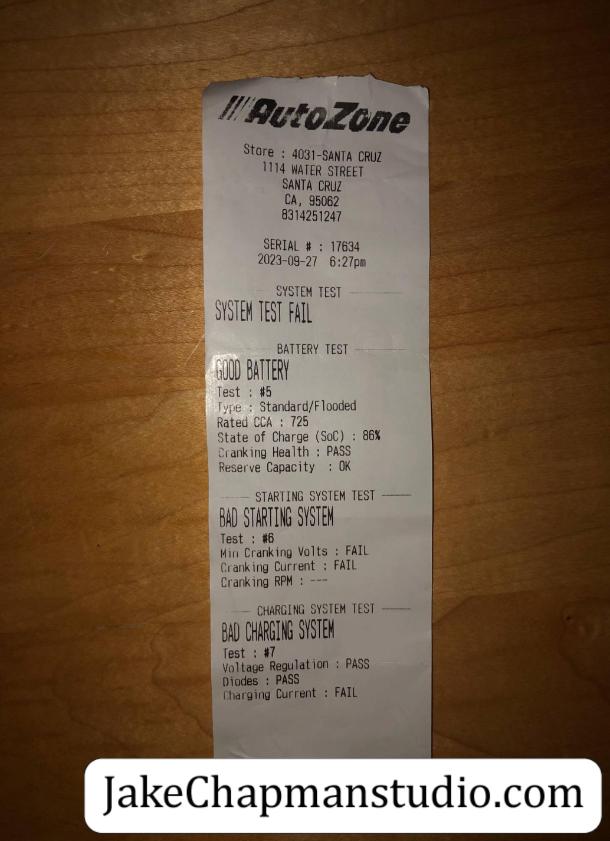 AutoZone
Store : 4031-SANTA CRUZ
1114 WATER STREET
SANTA CRUZ
CA, 95062
8314251247
SERIAL # : 17634
2023-09-27 6:27pm
SYSTEM TEST
SYSTEM TEST FAIL
BATTERY TEST
GOOD BATTERY
Test : #5
Type : Standard/Flooded
Rated CCA : 725
State of Charge (SoC) : 86%
Cranking Health : PASS
Reserve Capacity : OK
STARTING SYSTEM TEST
BAD STARTING SYSTEM
Test : #6
Min Cranking Volts : FAIL
Cranking Current : FAIL
Cranking RPM : ---
CHARGING SYSTEM TEST
BAD CHARGING SYSTEM
Test : #7
Voltage Regulation : PASS
Diodes : PASS
Charging Current : FAIL
JakeChapmanstudio.com